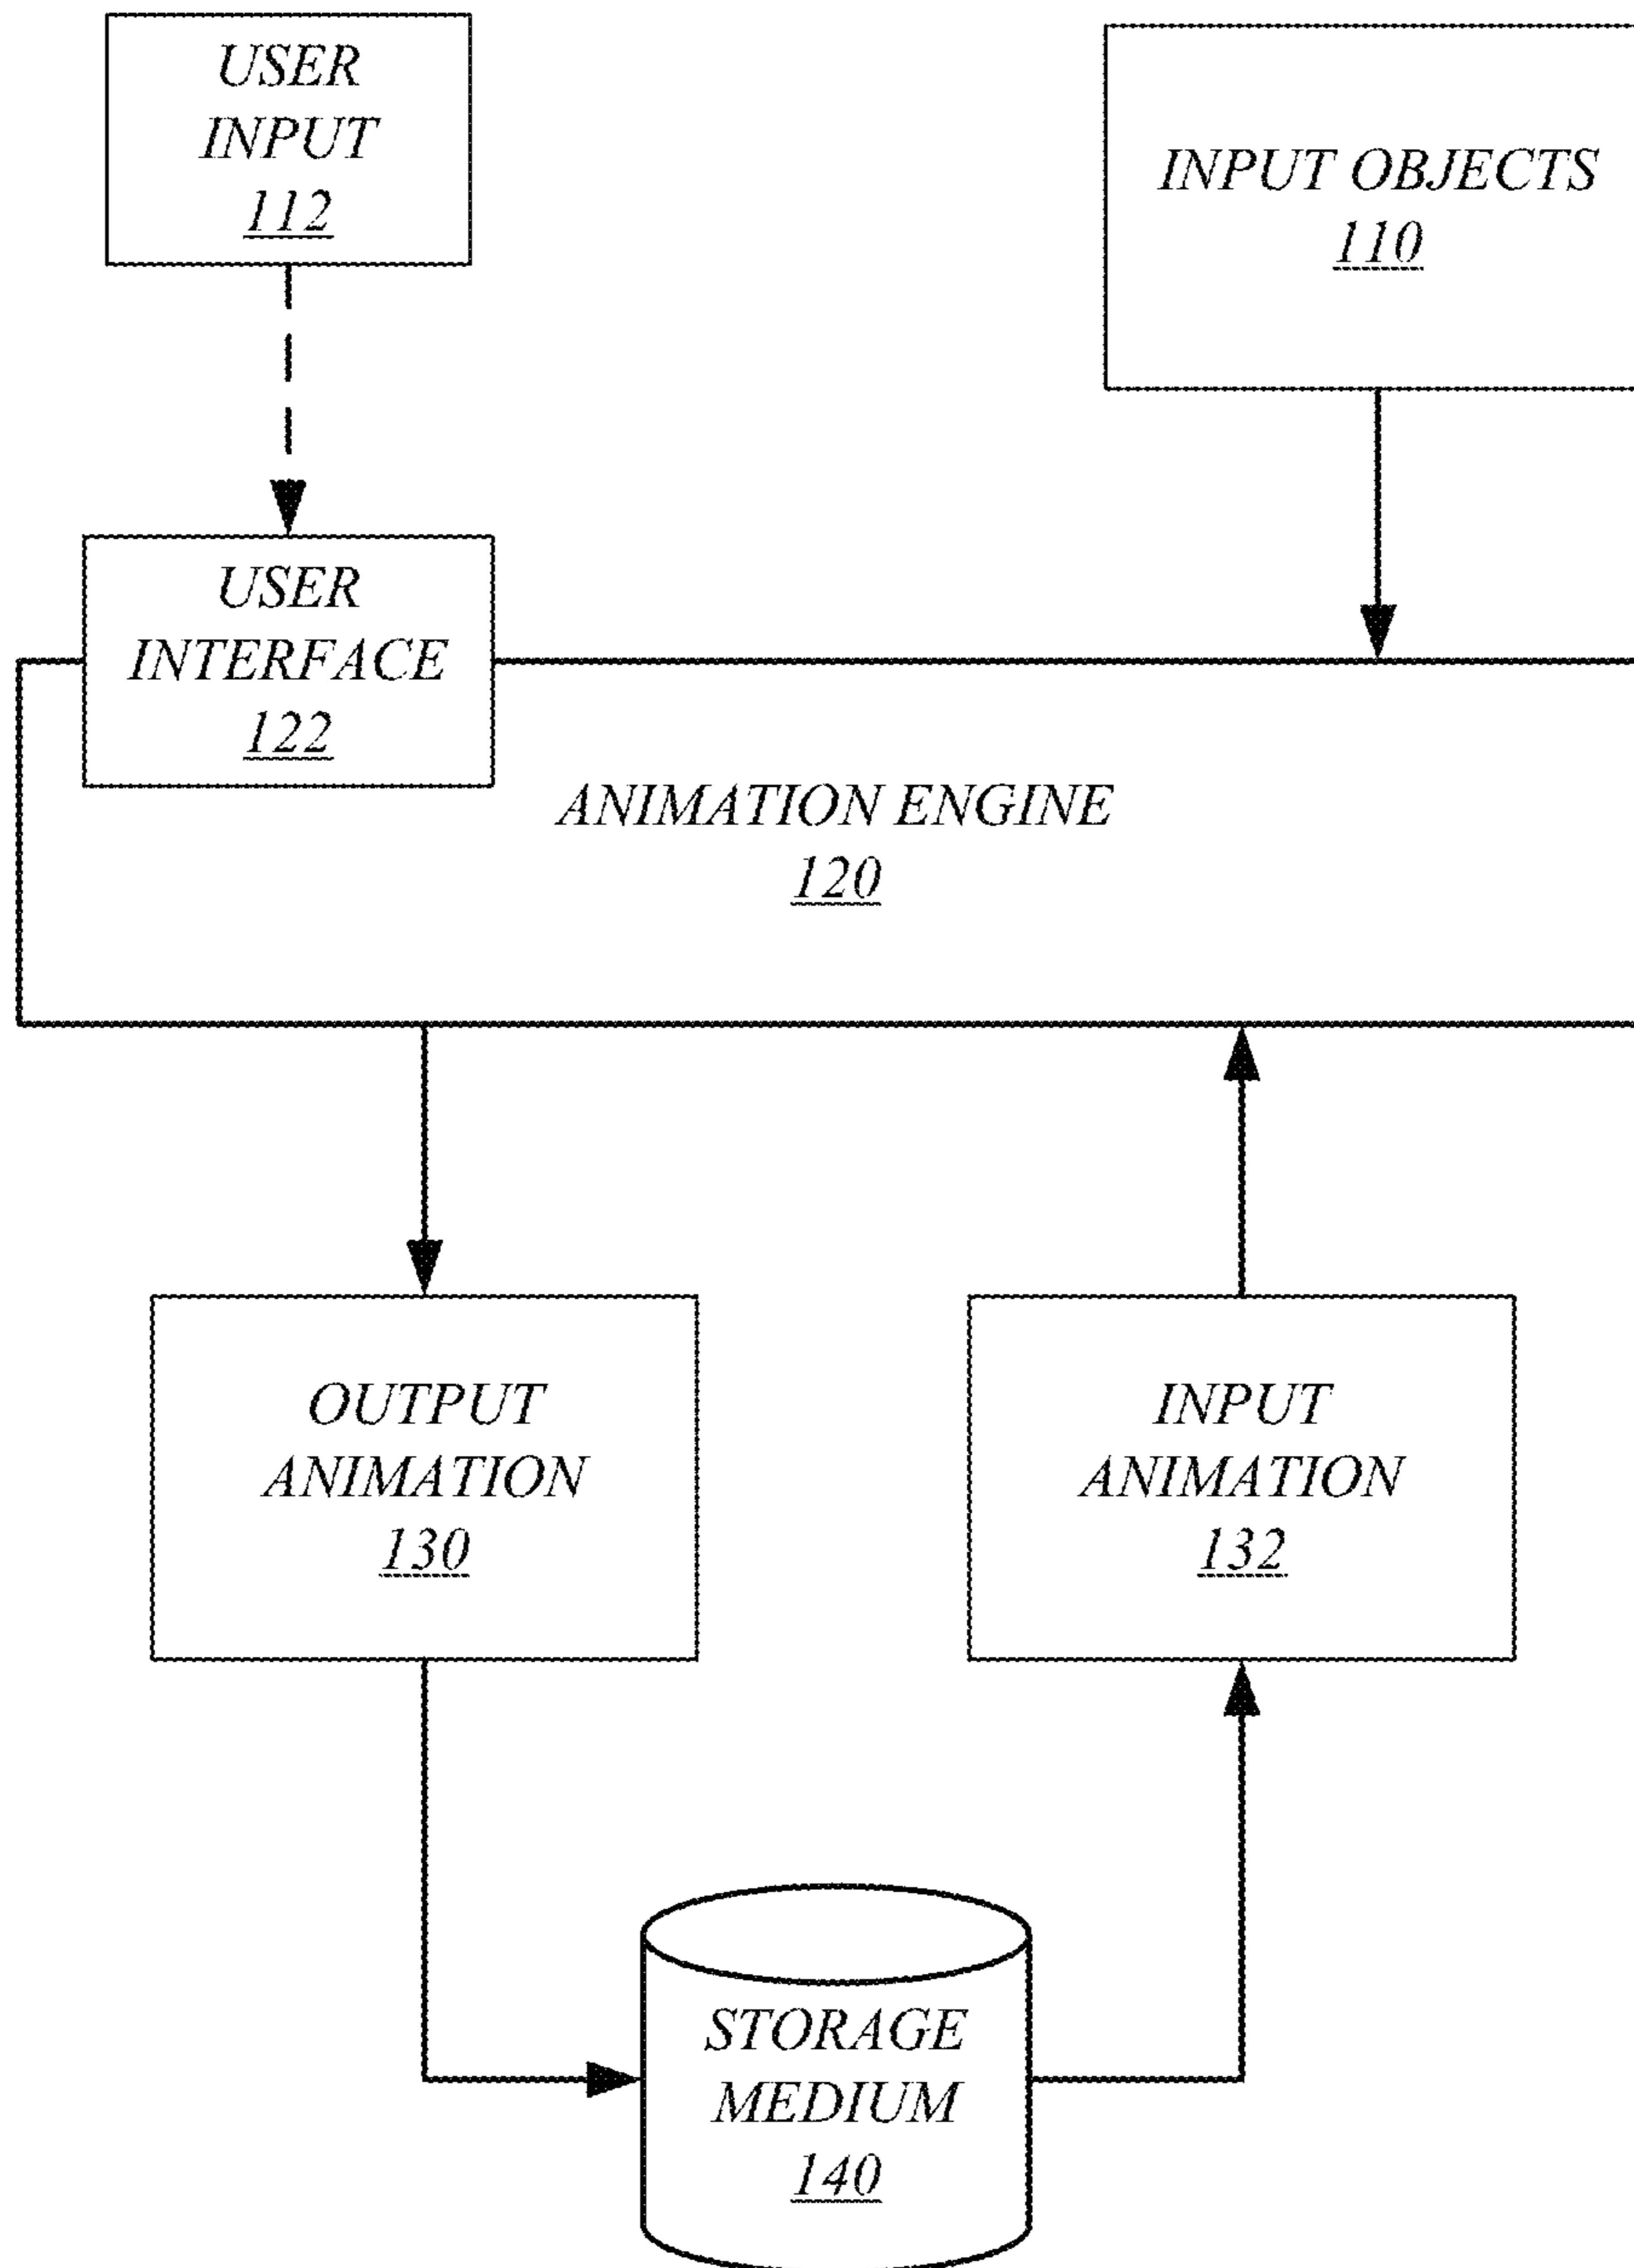 USER
INPUT
112
INPUT OBJECTS
110
USER
INTERFACE
122
ANIMATION ENGINE
120
OUTPUT
ANIMATION
130
INPUT
ANIMATION
132
STORAGE
MEDIUM
140